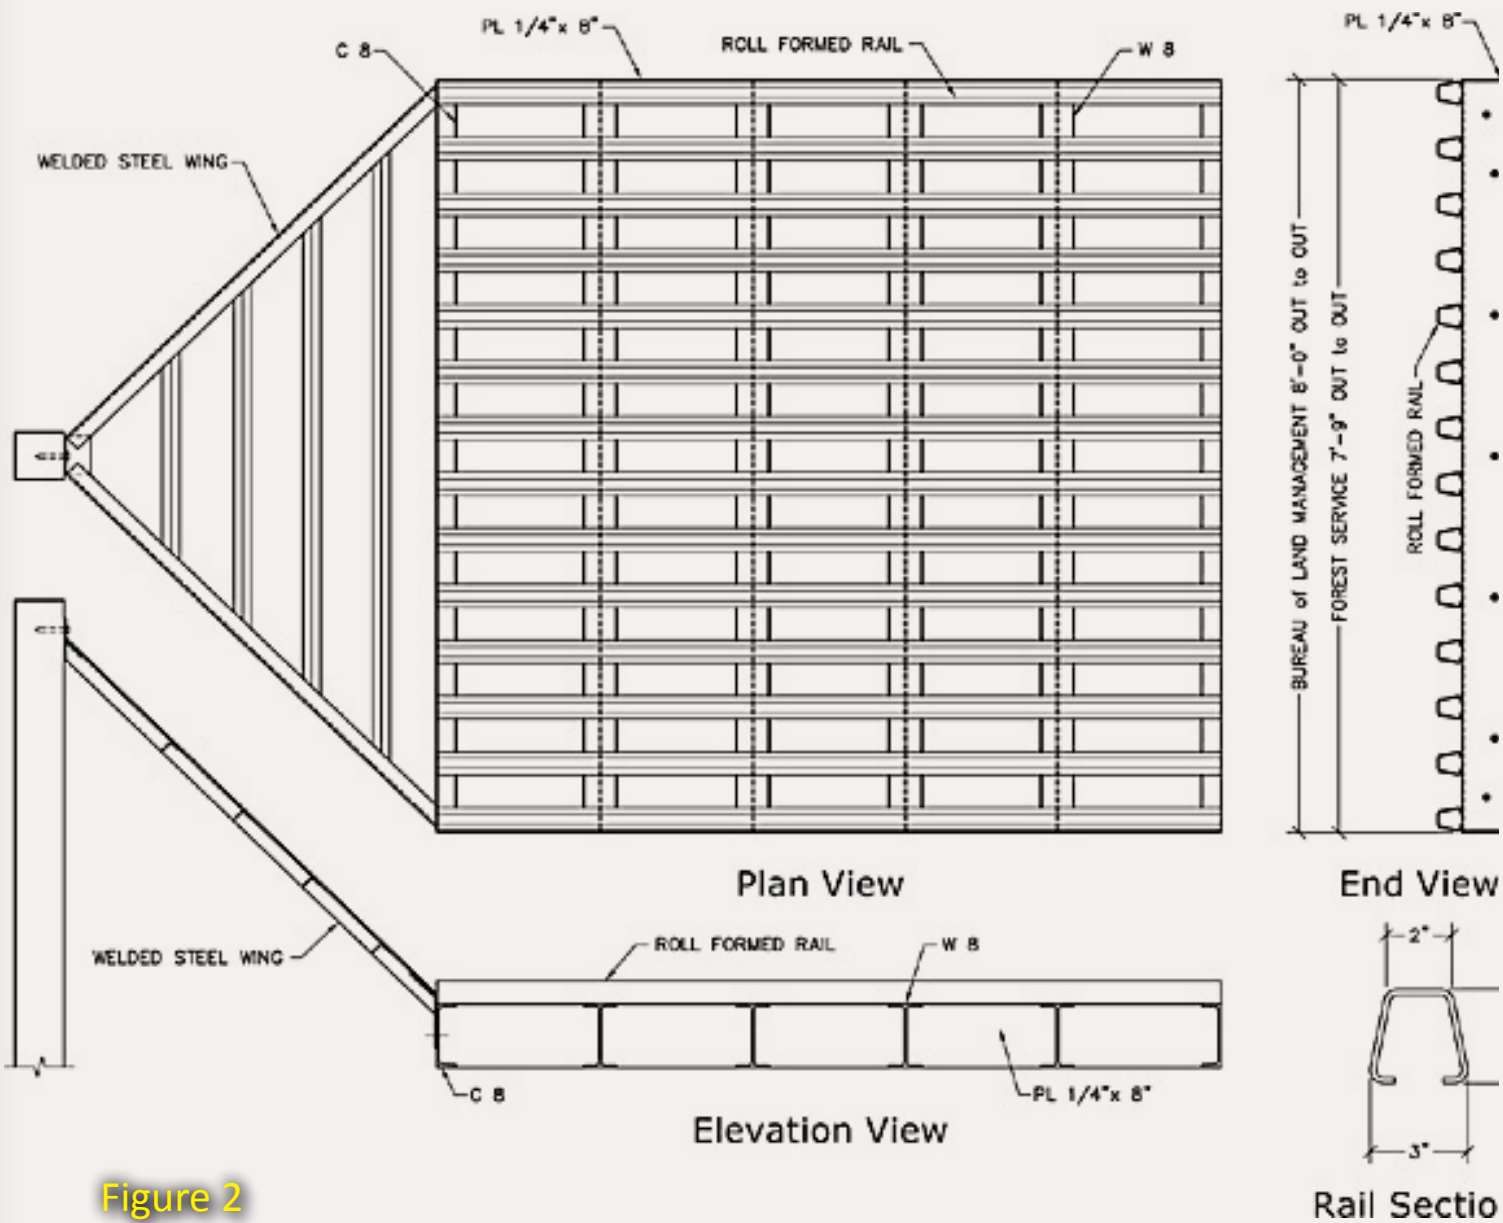 PL 1/4"x 8"
C 8
ROLL FORMED RAIL
W 8
PL 1/4"x 8"
WELDED STEEL WING
BUREAU of LAND MANAGEMENT 8'-0" OUT to OUT
FOREST SERVICE 7'-9" OUT to OUT
ROLL FORMED RAIL
Plan View
End View
WELDED STEEL WING
ROLL FORMED RAIL
W 8
2"
C 8
PL 1/4"x 8"
Elevation View
3"
Figure 2
Rail Sectio